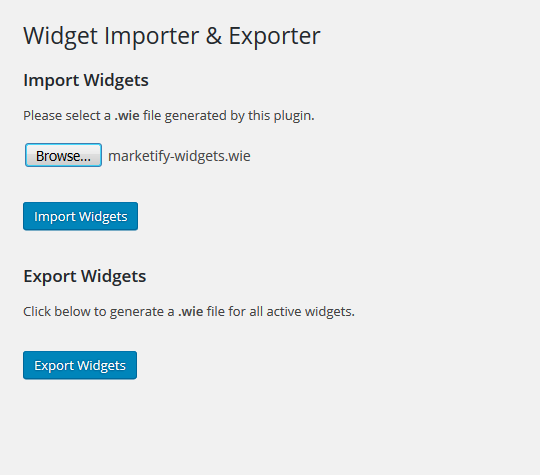 Widget Importer & Exporter
Import Widgets
Please select a .wie file generated by this plugin.
Browse... marketify-widgets.wie
Import Widgets
Export Widgets
Click below to generate a .wie file for all active widgets.
Export Widgets